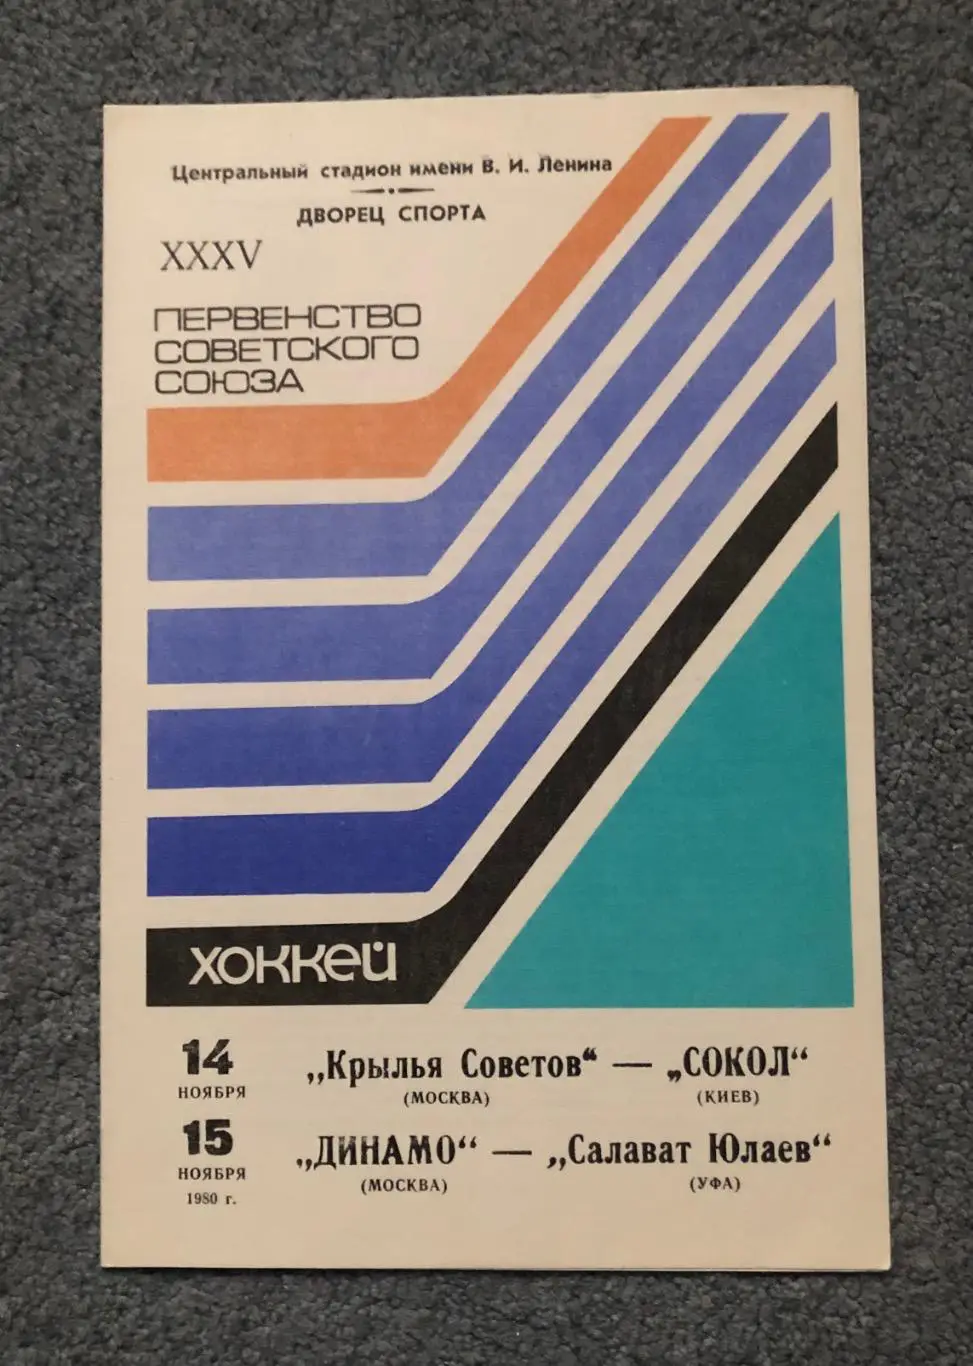 Центральный стадион имени В. И. Ленина
ДВОРЕЦ СПОРТА
XXXV
ПЕРВЕНСТВО
СОВЕТСКОГО
СОЮЗА
ХОККЕЙ
14
НОЯБРЯ
„Крылья Советов“ — „СОКОЛ“
(МОСКВА) (КИЕВ)
15
НОЯБРЯ
1980 г.
„ДИНАМО“ — „Салават Юлаев“
(МОСКВА) (УФА)